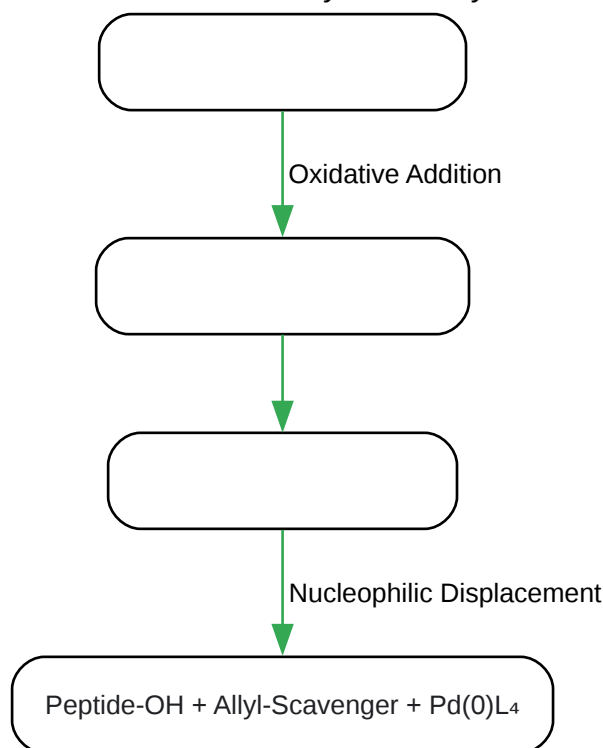 Oxidative Addition
Nucleophilic Displacement
Peptide-OH + Allyl-Scavenger + Pd(0)L₄